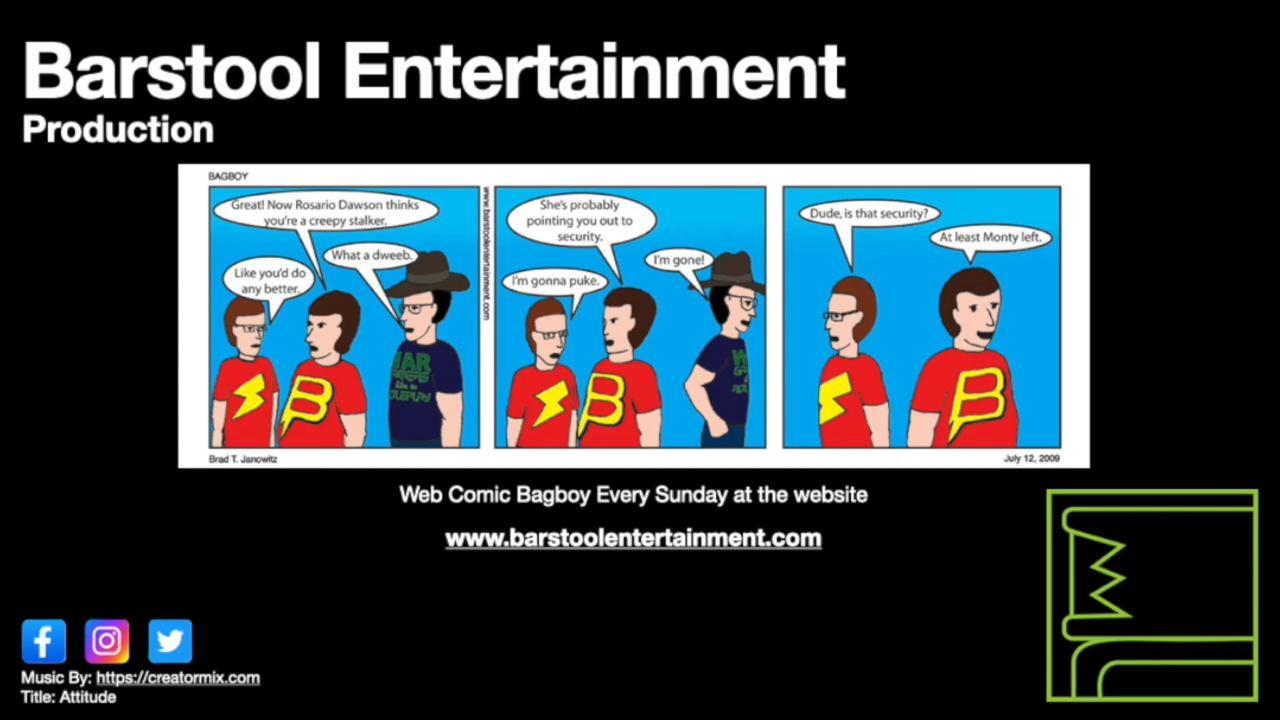 Barstool Entertainment
Production
BAGBOY
Great! Now Rosario Dawson thinks
you're a creepy stalker.
What a dweeb.
Like you'd do
any better.
www.barstoolentertainment.com
She's probably
pointing you out to
security.
I'm gone!
I'm gonna puke.
Dude, is that security?
At least Monty left.
B
B
B
Brad T. Janowitz
July 12, 2009
Web Comic Bagboy Every Sunday at the website
www.barstoolentertainment.com
Music By: https://creatormix.com
Title: Attitude